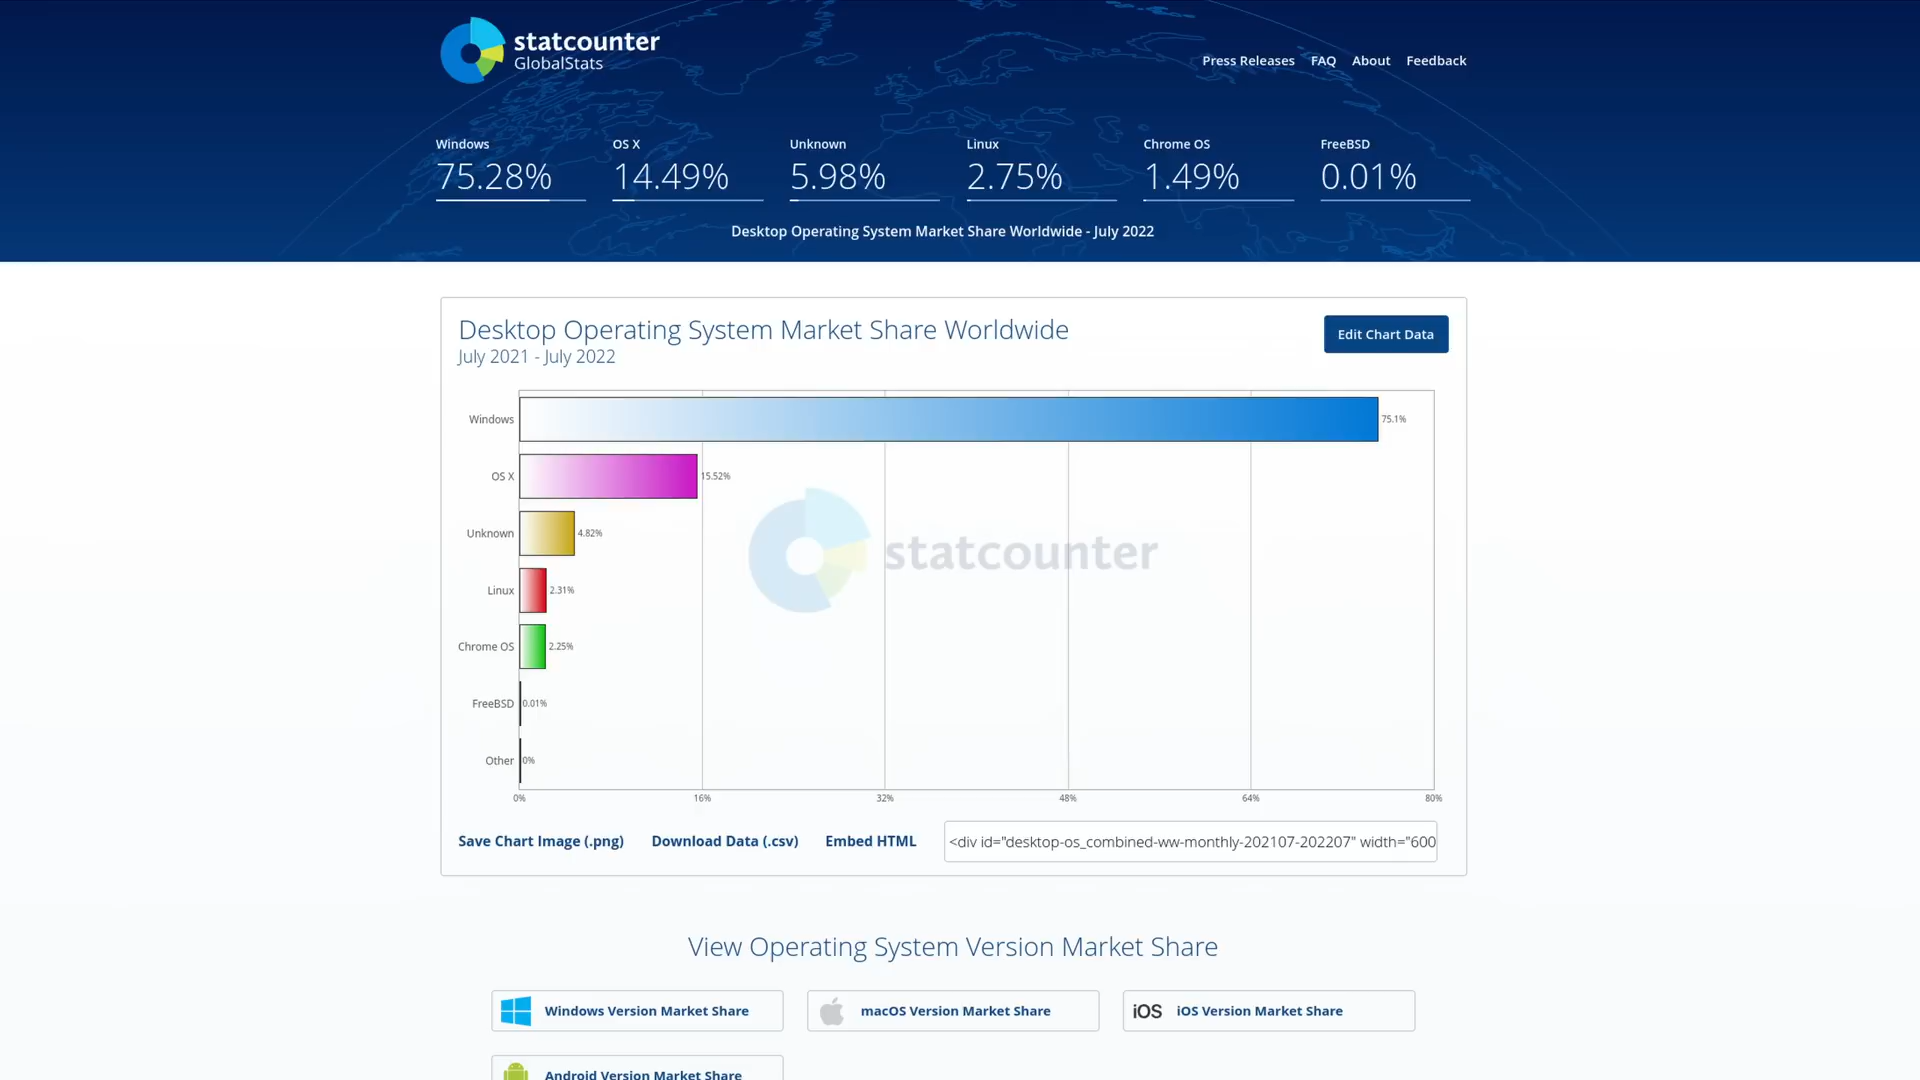 statcounter
GlobalStats
Press Releases FAQ About Feedback
Windows OS X Unknown Linux Chrome OS FreeBSD
75.28% 14.49% 5.98% 2.75% 1.49% 0.01%
Desktop Operating System Market Share Worldwide - July 2022
Desktop Operating System Market Share Worldwide
July 2021 - July 2022
Edit Chart Data
Windows 75.1%
OS X 15.52%
statcounter
Unknown 4.82%
Linux 2.31%
Chrome OS 2.25%
FreeBSD 0.01%
Other 0%
0% 16% 32% 48% 64% 80%
Save Chart Image (.png) Download Data (.csv) Embed HTML <div id="desktop-os_combined-ww-monthly-202107-202207" width="600
View Operating System Version Market Share
Windows Version Market Share macOS Version Market Share iOS iOS Version Market Share
Android Version Market Share